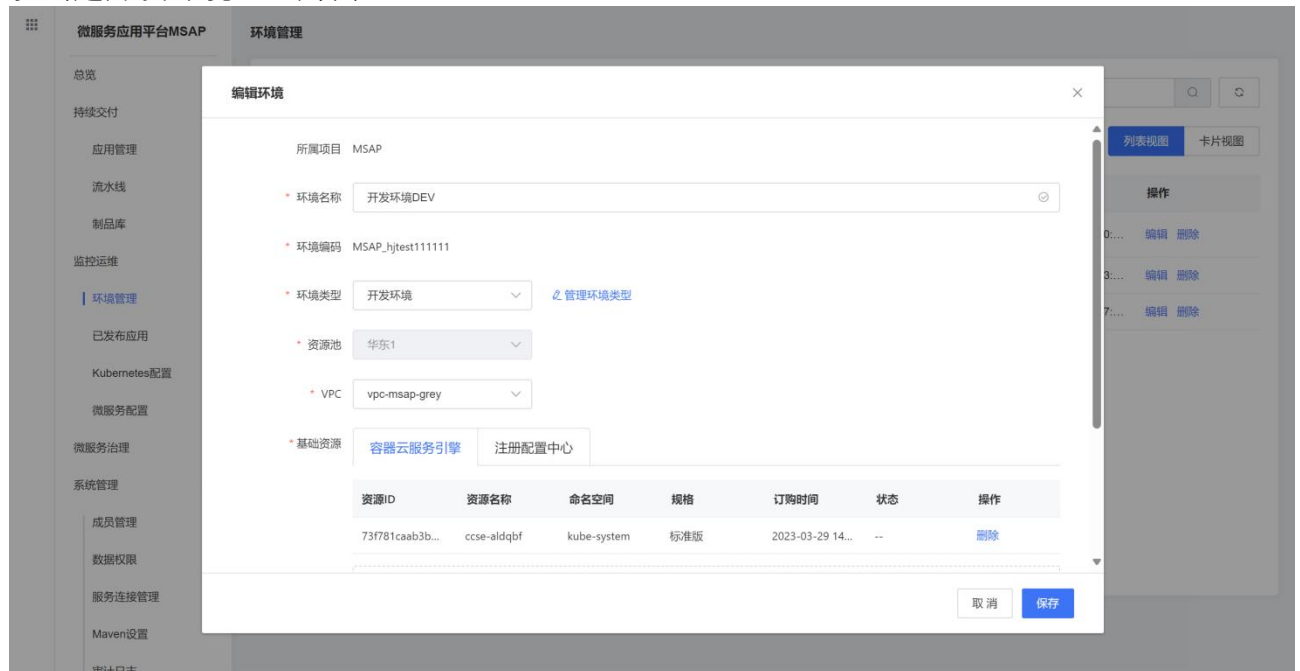 微服务应用平台MSAP
环境管理
总览
持续交付
应用管理
流水线
制品库
监控运维
环境管理
已发布应用
Kubernetes配置
微服务配置
微服务治理
系统管理
成员管理
数据权限
服务连接管理
Maven设置
审计日志
列表视图 卡片视图
操作
0:... 编辑 删除
3:... 编辑 删除
7:... 编辑 删除
编辑环境
所属项目 MSAP
* 环境名称 开发环境DEV
* 环境编码 MSAP_hjtest111111
* 环境类型 开发环境 管理环境类型
* 资源池 华东1
* VPC vpc-msap-grey
* 基础资源 容器云服务引擎 注册配置中心
资源ID 资源名称 命名空间 规格 订购时间 状态 操作
73f781caab3b... ccse-aldqbf kube-system 标准版 2023-03-29 14... -- 删除
取消 保存